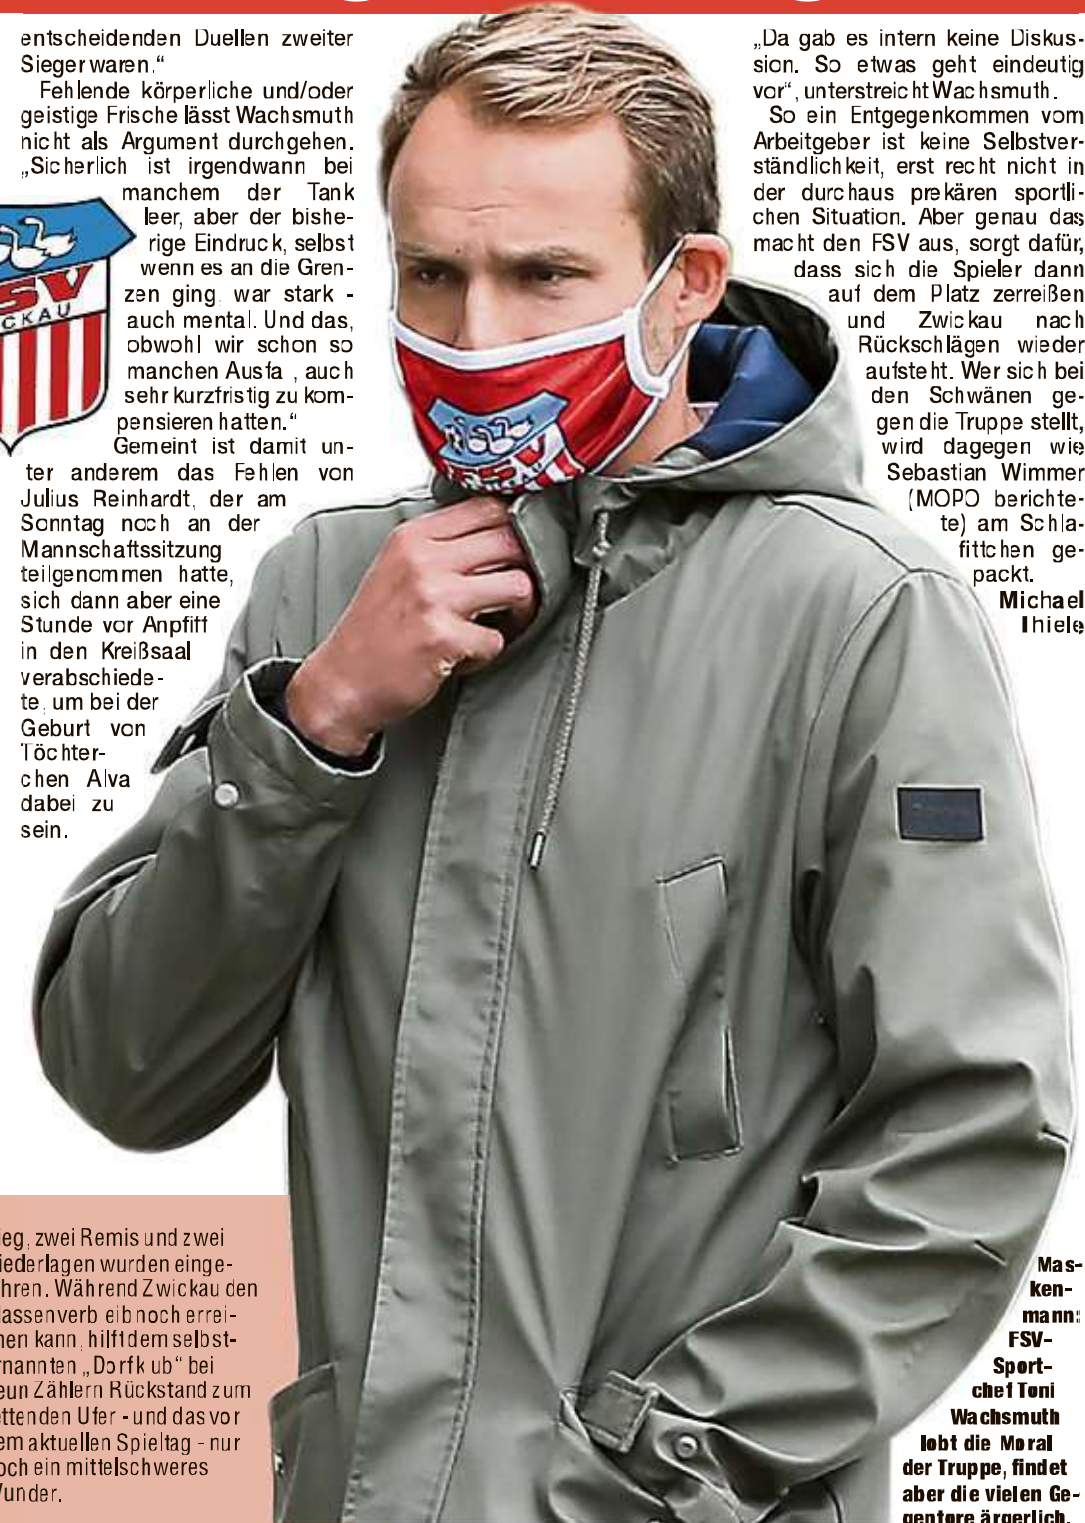 entscheidenden Duellen zweiter
Sieger waren.“
Fehlende körperliche und/oder
geistige Frische lässt Wachsmuth
nicht als Argument durchgehen.
„Sicherlich ist irgendwann bei
manchem der Tank
leer, aber der bishe-
rige Eindruck, selbst
wenn es an die Gren-
zen ging, war stark -
auch mental. Und das,
obwohl wir schon so
manchen Ausfa , auch
sehr kurzfristig zu kom-
pensieren hatten.“
Gemeint ist damit un-
ter anderem das Fehlen von
Julius Reinhardt, der am
Sonntag noch an der
Mannschaftssitzung
teilgenommen hatte,
sich dann aber eine
Stunde vor Anpfiff
in den Kreißsaal
verabschiede-
te, um bei der
Geburt von
Töchter-
chen Alva
dabei zu
sein.
„Da gab es intern keine Diskus-
sion. So etwas geht eindeutig
vor“, unterstreicht Wachsmuth.
So ein Entgegenkommen vom
Arbeitgeber ist keine Selbstver-
ständlichkeit, erst recht nicht in
der durchaus prekären sportli-
chen Situation. Aber genau das
macht den FSV aus, sorgt dafür,
dass sich die Spieler dann
auf dem Platz zerreißen
und Zwickau nach
Rückschlägen wieder
aufsteht. Wer sich bei
den Schwänen ge-
gen die Truppe stellt,
wird dagegen wie
Sebastian Wimmer
(MOPO berichte-
te) am Schla-
fittchen ge-
packt.
Michael
Thiele
SV
CKAU
ieg, zwei Remis und zwei
iederlagen wurden einge-
hren. Während Zwickau den
lassenverb eib noch errei-
hen kann, hilft dem selbst-
rnannten „Dorfk ub“ bei
eun Zählern Rückstand zum
ettenden Ufer - und das vor
em aktuellen Spieltag - nur
och ein mittelschweres
Wunder.
Mas-
ken-
mann:
FSV-
Sport-
chef Toni
Wachsmuth
lobt die Moral
der Truppe, findet
aber die vielen Ge-
gentore ärgerlich.